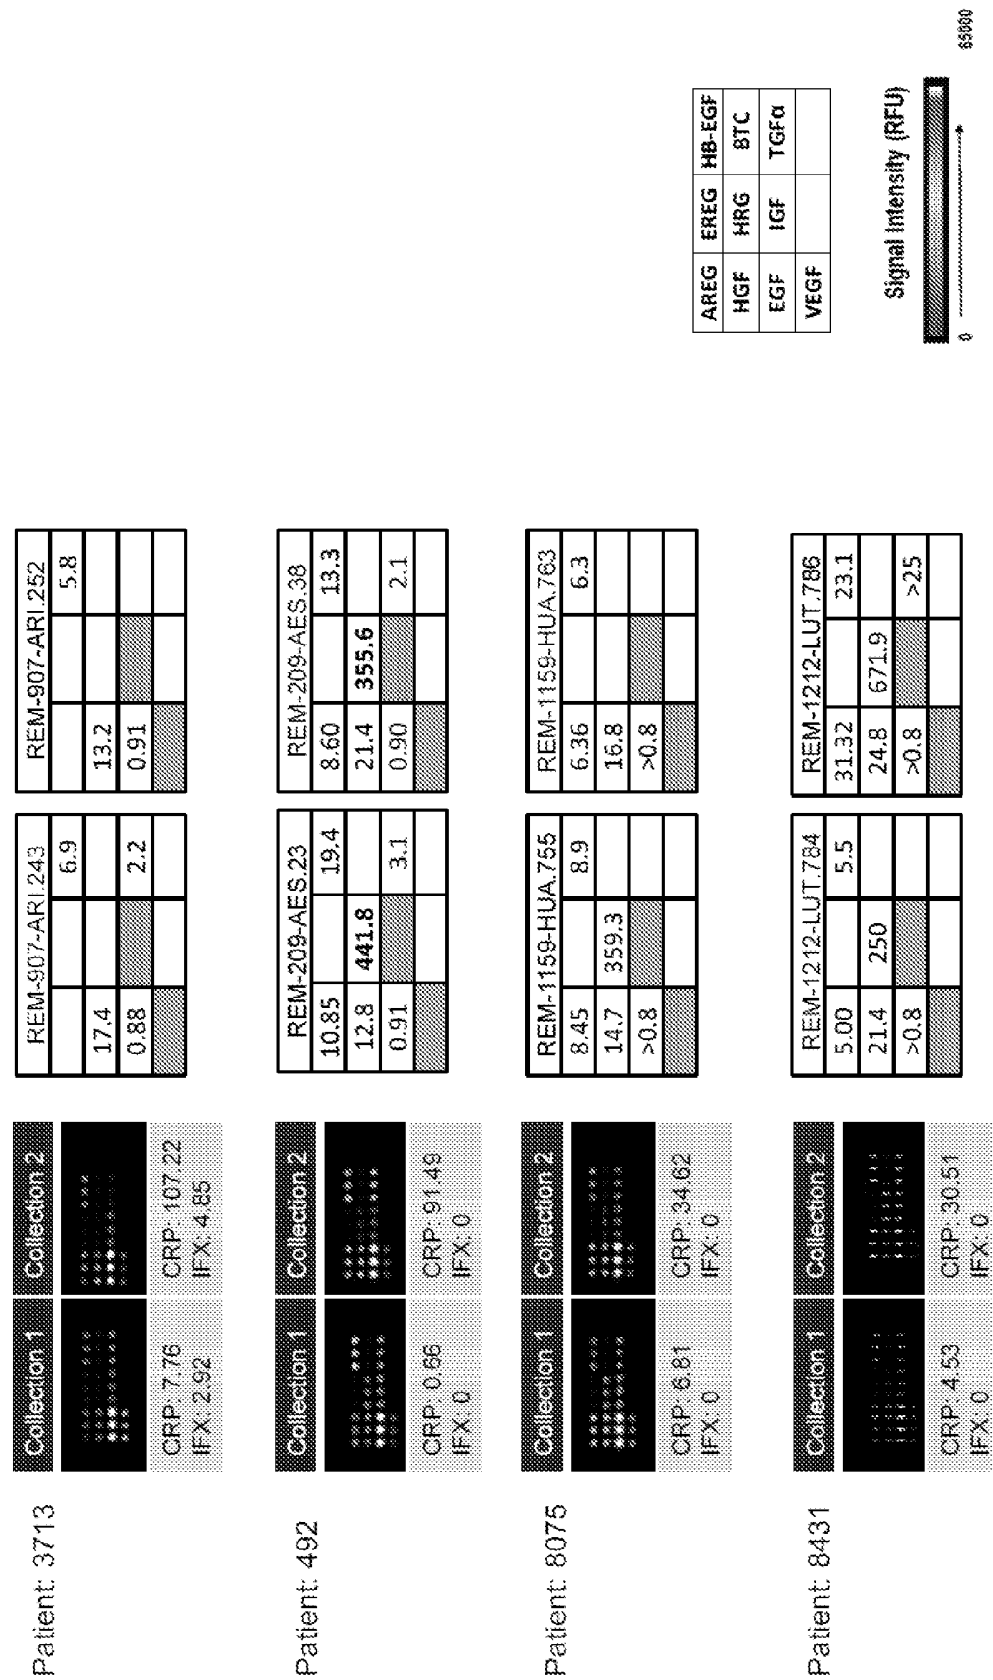 Patient: 3713
Collection 1 Collection 2
CRP: 7.76 CRP: 107.22
IFX: 2.92 IFX: 4.85
REM-907-ARI.243
6.9
17.4
0.88 2.2
REM-907-ARI.252
5.8
13.2
0.91
Patient: 492
Collection 1 Collection 2
CRP: 0.66 CRP: 91.49
IFX: 0 IFX: 0
REM-209-AES.23
10.85 19.4
12.8 441.8
0.91 3.1
REM-209-AES.38
8.60 13.3
21.4 355.6
0.90 2.1
Patient: 8075
Collection 1 Collection 2
CRP: 6.81 CRP: 34.62
IFX: 0 IFX: 0
REM-1159-HUA.755
8.45 8.9
14.7 359.3
>0.8
REM-1159-HUA.763
6.36 6.3
16.8
>0.8
Patient: 8431
Collection 1 Collection 2
CRP: 4.53 CRP: 30.51
IFX: 0 IFX: 0
REM-1212-LUT.784
5.00 5.5
21.4 250
>0.8
REM-1212-LUT.786
31.32 23.1
24.8 671.9
>0.8 >25
AREG EREG HB-EGF
HGF HRG BTC
EGF IGF TGFα
VEGF
Signal Intensity (RFU)
0 65000